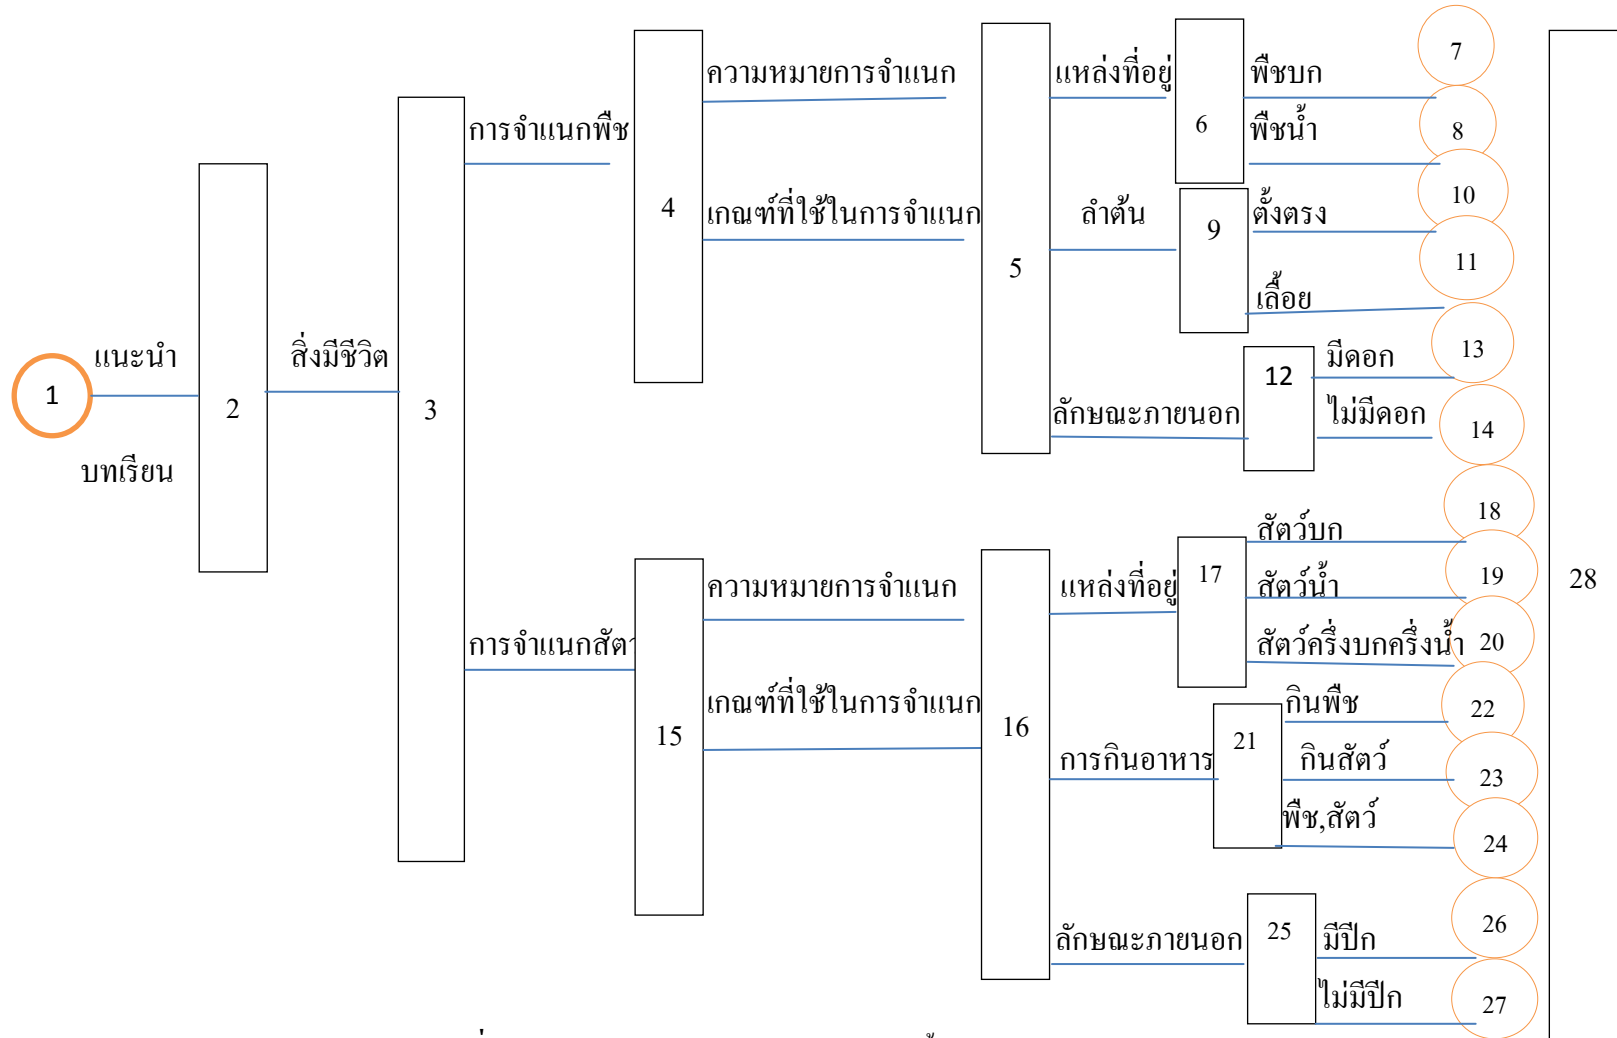 1
แนะนำ
บทเรียน
2
สิ่งมีชีวิต
3
การจำแนกพืช
4
ความหมายการจำแนก
เกณฑ์ที่ใช้ในการจำแนก
5
แหล่งที่อยู่
6
พืชบก
7
พืชน้ำ
8
ลำต้น
9
ตั้งตรง
10
เลื้อย
11
ลักษณะภายนอก
12
มีดอก
13
ไม่มีดอก
14
การจำแนกสัตว
15
ความหมายการจำแนก
เกณฑ์ที่ใช้ในการจำแนก
16
แหล่งที่อยู่
17
สัตว์บก
18
สัตว์น้ำ
19
สัตว์ครึ่งบกครึ่งน้ำ
20
การกินอาหาร
21
กินพืช
22
กินสัตว์
23
พืช,สัตว์
24
ลักษณะภายนอก
25
มีปีก
26
ไม่มีปีก
27
28